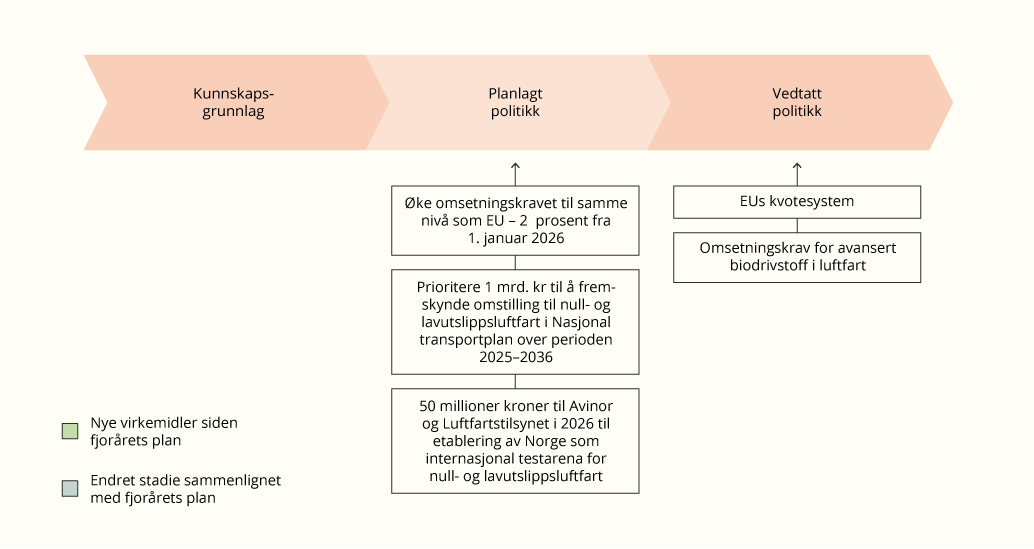 Kunnskaps-
grunnlag
Planlagt
politikk
Vedtatt
politikk
Øke omsetningskravet til samme
nivå som EU – 2 prosent fra
1. januar 2026
Prioritere 1 mrd. kr til å frem-
skynde omstilling til null- og
lavutslippsluftfart i Nasjonal
transportplan over perioden
2025–2036
50 millioner kroner til Avinor
og Luftfartstilsynet i 2026 til
etablering av Norge som
internasjonal testarena for
null- og lavutslippsluftfart
EUs kvotesystem
Omsetningskrav for avansert
biodrivstoff i luftfart
Nye virkemidler siden
fjorårets plan
Endret stadie sammenlignet
med fjorårets plan